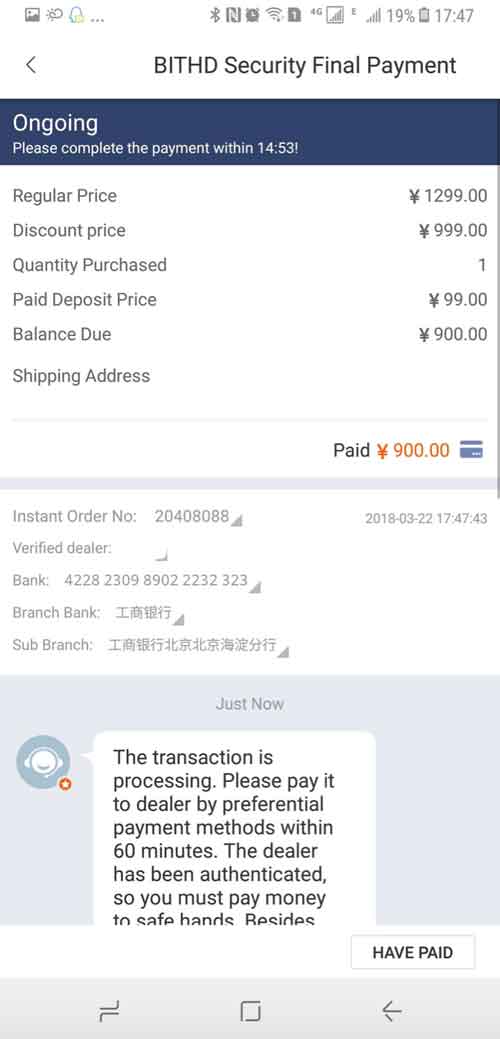 ... 4G E 19% 17:47
BITHD Security Final Payment
Ongoing
Please complete the payment within 14:53!
Regular Price ¥ 1299.00
Discount price ¥ 999.00
Quantity Purchased 1
Paid Deposit Price ¥ 99.00
Balance Due ¥ 900.00
Shipping Address
Paid ¥ 900.00
Instant Order No: 20408088 2018-03-22 17:47:43
Verified dealer:
Bank: 4228 2309 8902 2232 323
Branch Bank: 工商银行
Sub Branch: 工商银行北京北京海淀分行
Just Now
The transaction is
processing. Please pay it
to dealer by preferential
payment methods within
60 minutes. The dealer
has been authenticated,
so you must pay money
to safe hands. Besides
HAVE PAID